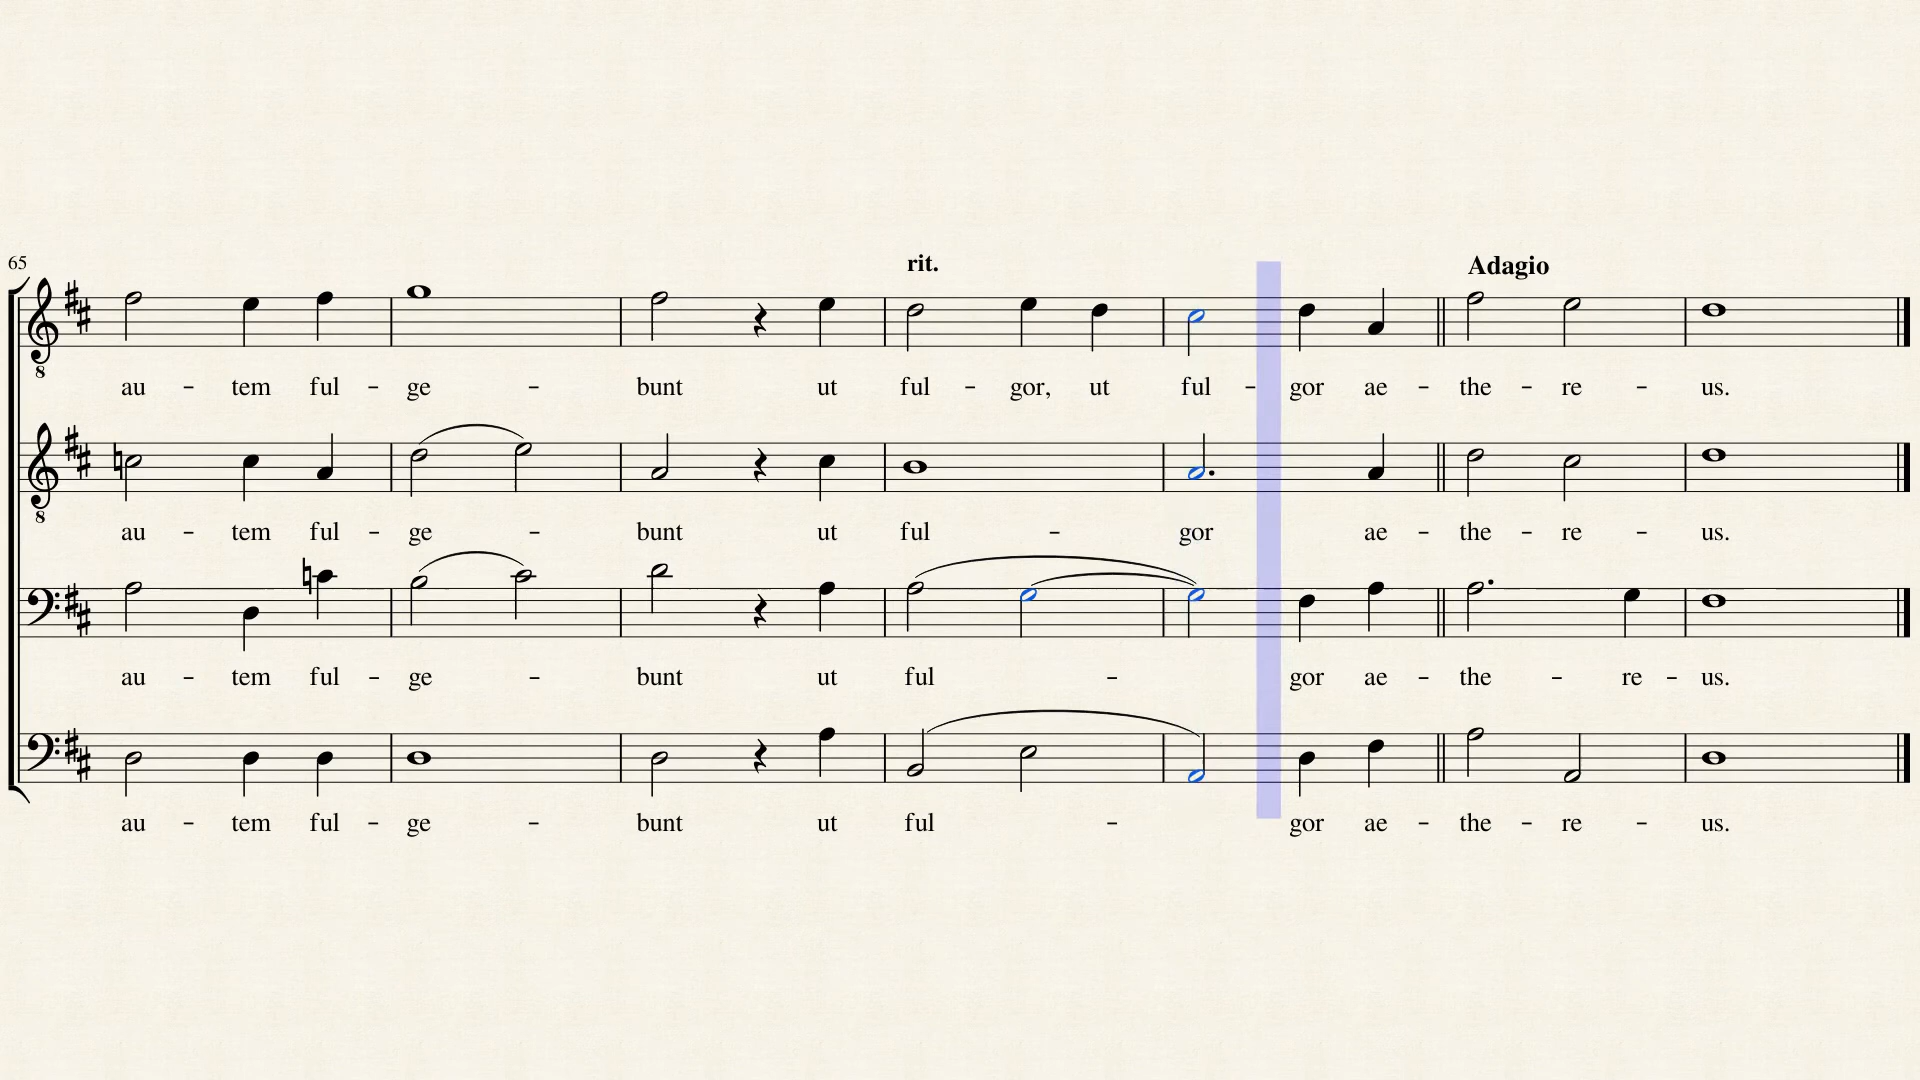 65
rit.
Adagio
8
au - tem ful - ge - bunt ut ful - gor, ut ful - gor ae - the - re - us.
8
au - tem ful - ge - bunt ut ful - gor ae - the - re - us.
au - tem ful - ge - bunt ut ful - gor ae - the - re - us.
au - tem ful - ge - bunt ut ful - gor ae - the - re - us.